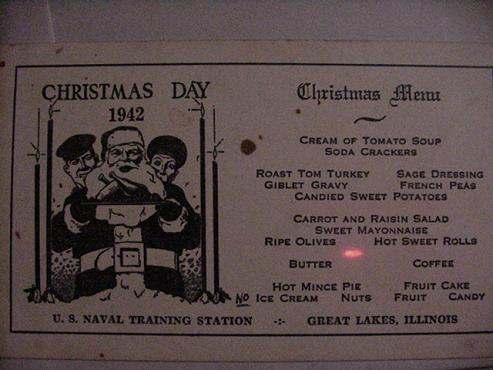 CHRISTMAS DAY
1942
Christmas Menu
CREAM OF TOMATO SOUP
SODA CRACKERS
ROAST TOM TURKEY SAGE DRESSING
GIBLET GRAVY FRENCH PEAS
CANDIED SWEET POTATOES
CARROT AND RAISIN SALAD
SWEET MAYONNAISE
RIPE OLIVES HOT SWEET ROLLS
BUTTER COFFEE
HOT MINCE PIE FRUIT CAKE
NO ICE CREAM NUTS FRUIT CANDY
U. S. NAVAL TRAINING STATION -:- GREAT LAKES, ILLINOIS